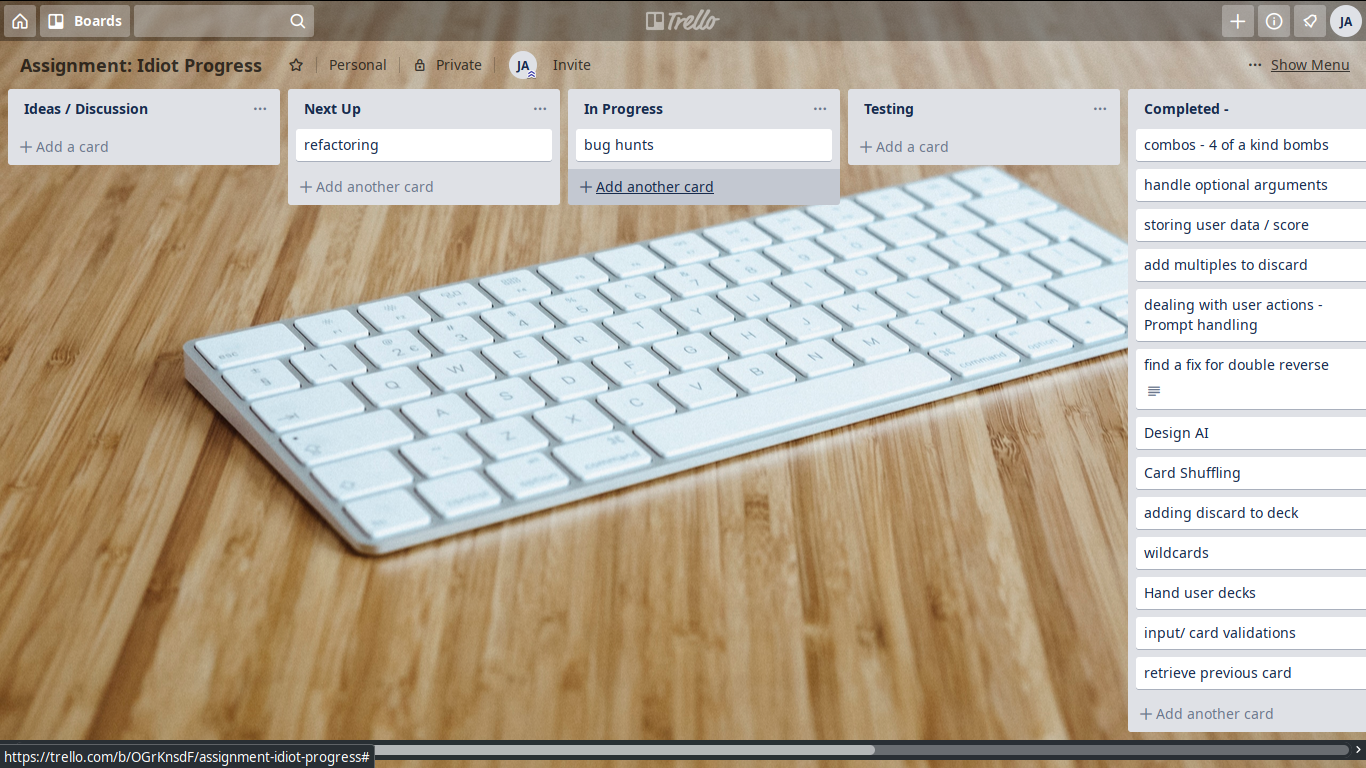 Boards
Trello
JA
Assignment: Idiot Progress
Personal
Private
JA
Invite
Show Menu
Ideas / Discussion
Add a card
Next Up
refactoring
Add another card
In Progress
bug hunts
Add another card
Testing
Add a card
Completed -
combos - 4 of a kind bombs
handle optional arguments
storing user data / score
add multiples to discard
dealing with user actions -
Prompt handling
find a fix for double reverse
Design AI
Card Shuffling
adding discard to deck
wildcards
Hand user decks
input/ card validations
retrieve previous card
Add another card
https://trello.com/b/OGrKnsdF/assignment-idiot-progress#